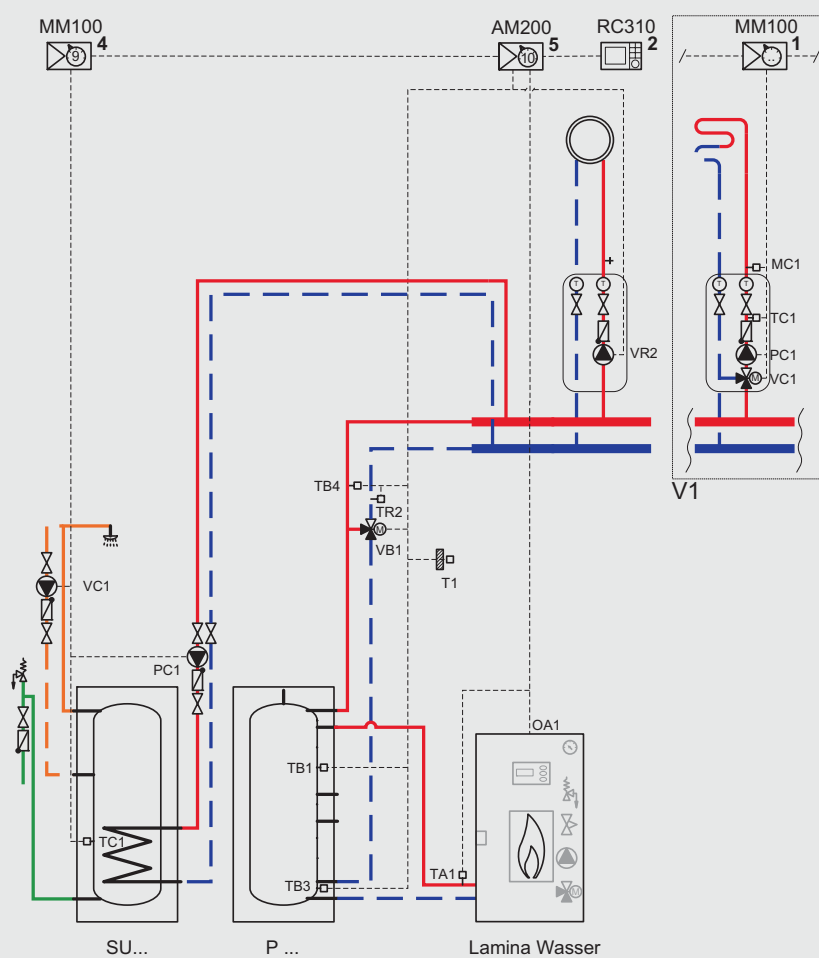 MM100
4
9
AM200
5
10
RC310
2
MM100
1
..
T T
T T
MC1
TC1
VR2
PC1
M
VC1
V1
TB4
TR2
M
VB1
T1
VC1
PC1
OA1
TB1
TC1
TA1
TB3
M
SU...
P ...
Lamina Wasser